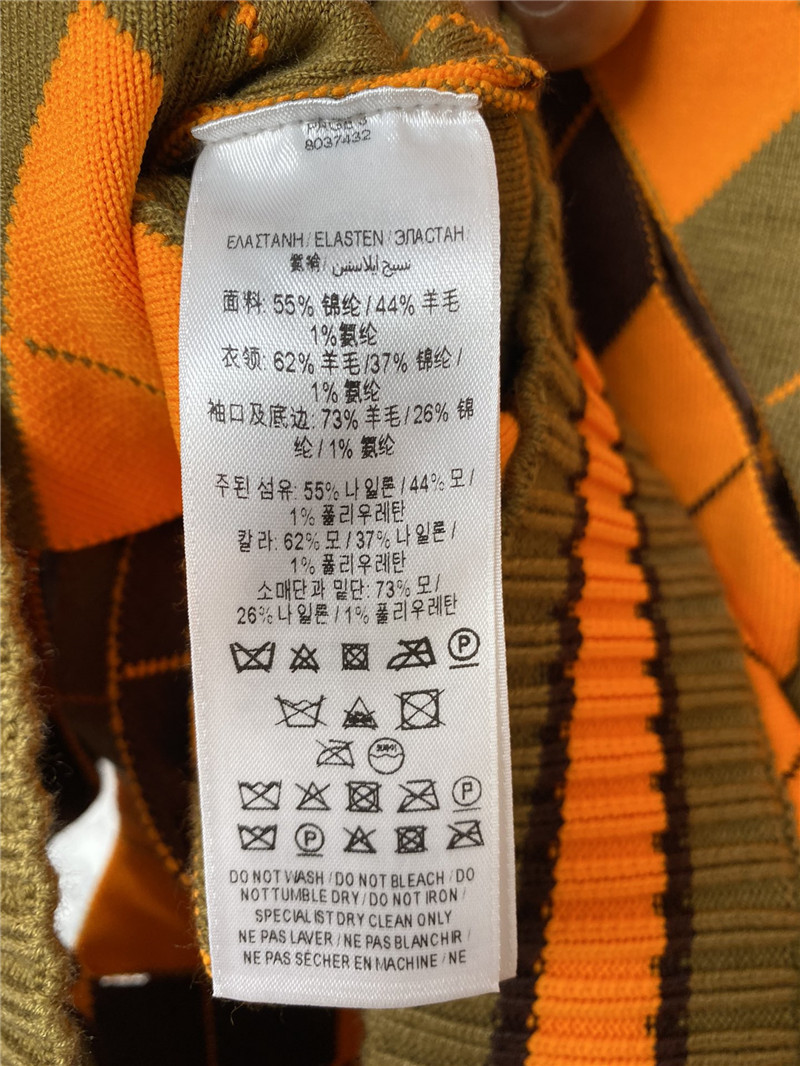 PAGE 3
8037432
ΕΛΑΣΤΑΝΗ / ELASTEN / ЭЛАСТАН /
氨綸 / نسيج ايلاستين
面料: 55% 锦纶 / 44% 羊毛
1% 氨纶
衣领: 62% 羊毛 /37% 锦纶 /
1% 氨纶
袖口及底边: 73% 羊毛 / 26% 锦
纶 / 1% 氨纶
주된 섬유: 55% 나일론 / 44% 모 /
1% 폴리우레탄
칼라: 62% 모 / 37% 나일론 /
1% 폴리우레탄
소매단과 밑단: 73% 모 /
26% 나일론 / 1% 폴리우레탄
P
P
P
DO NOT WASH / DO NOT BLEACH / DO
NOT TUMBLE DRY / DO NOT IRON /
SPECIALIST DRY CLEAN ONLY
NE PAS LAVER / NE PAS BLANCHIR /
NE PAS SÉCHER EN MACHINE / NE